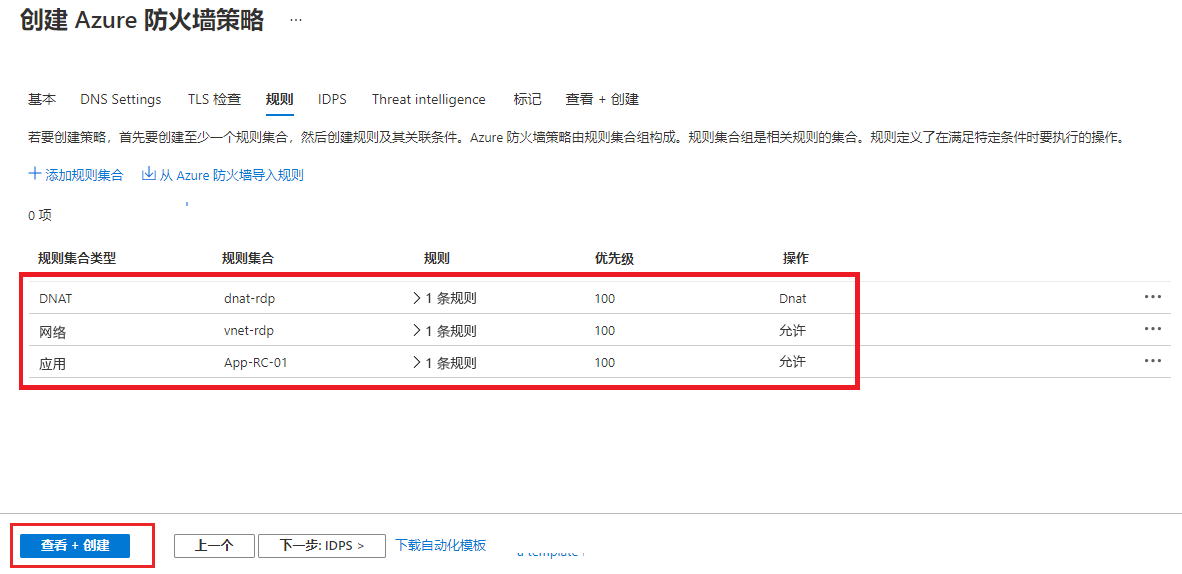 创建 Azure 防火墙策略 ...
基本 DNS Settings TLS 检查 规则 IDPS Threat intelligence 标记 查看 + 创建
若要创建策略，首先要创建至少一个规则集合，然后创建规则及其关联条件。Azure 防火墙策略由规则集合组构成。规则集合组是相关规则的集合。规则定义了在满足特定条件时要执行的操作。
添加规则集合 从 Azure 防火墙导入规则
0 项
规则集合类型 规则集合 规则 优先级 操作
DNAT dnat-rdp > 1 条规则 100 Dnat
网络 vnet-rdp > 1 条规则 100 允许
应用 App-RC-01 > 1 条规则 100 允许
查看 + 创建 上一个 下一步: IDPS > 下载自动化模板